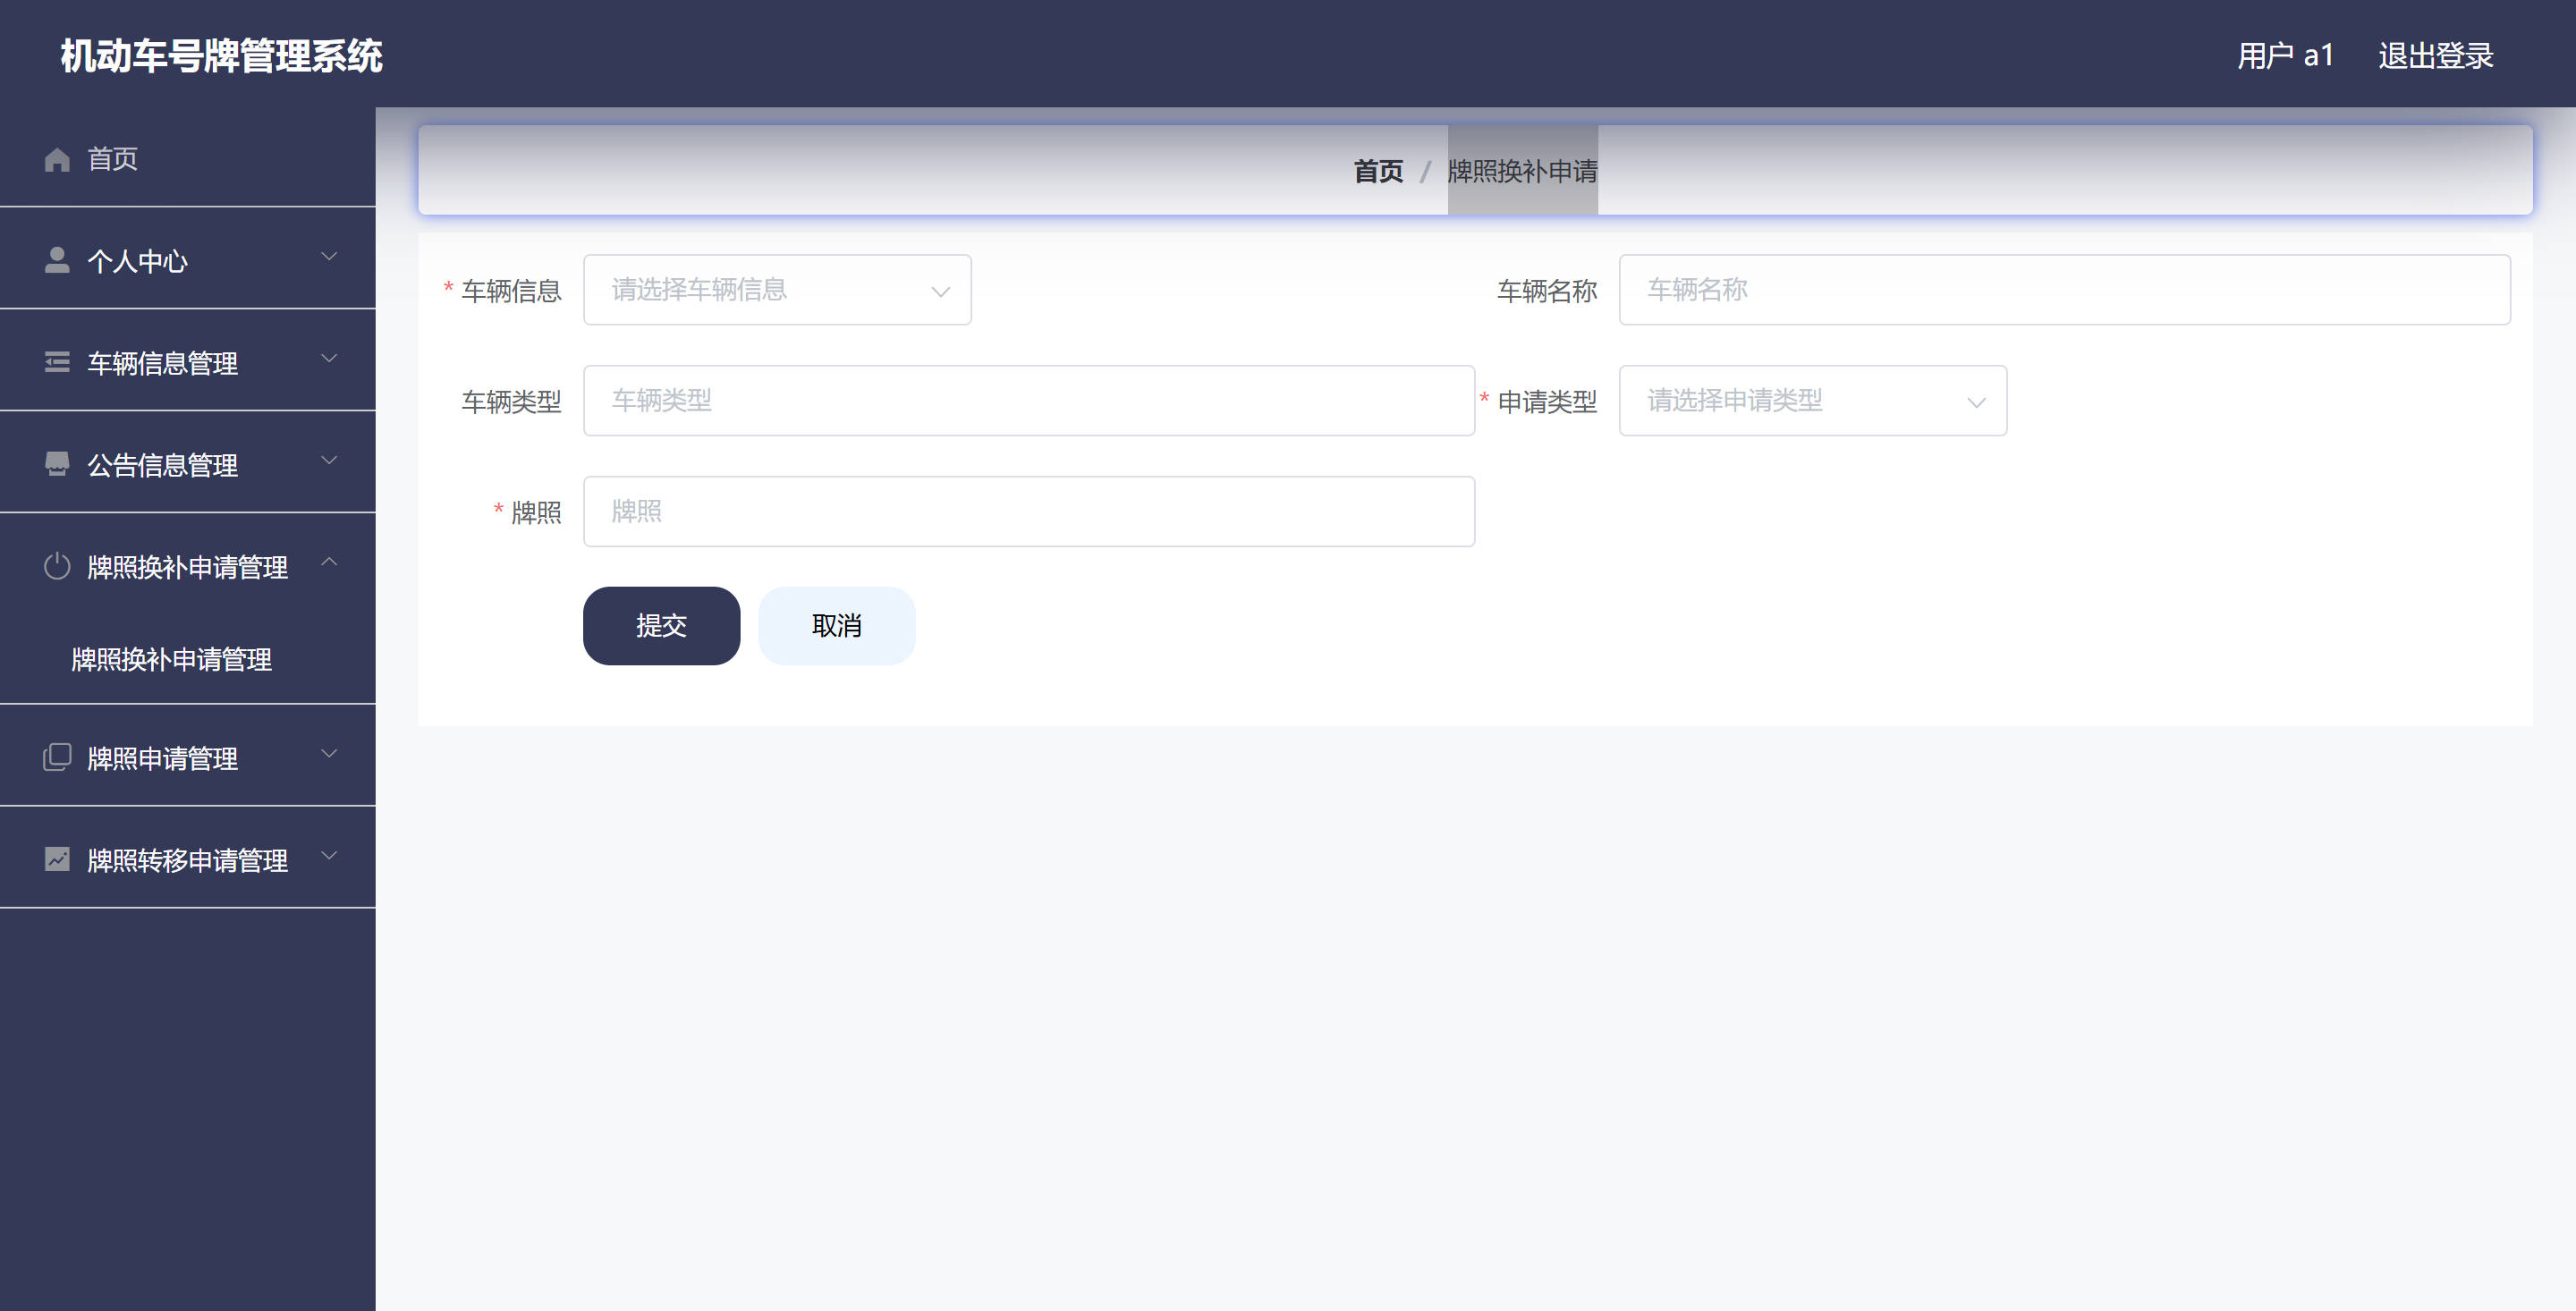 机动车号牌管理系统
用户 a1
退出登录
首页
个人中心
车辆信息管理
公告信息管理
牌照换补申请管理
牌照换补申请管理
牌照申请管理
牌照转移申请管理
首页 / 牌照换补申请
* 车辆信息 请选择车辆信息
车辆名称 车辆名称
车辆类型 车辆类型
* 申请类型 请选择申请类型
* 牌照 牌照
提交 取消